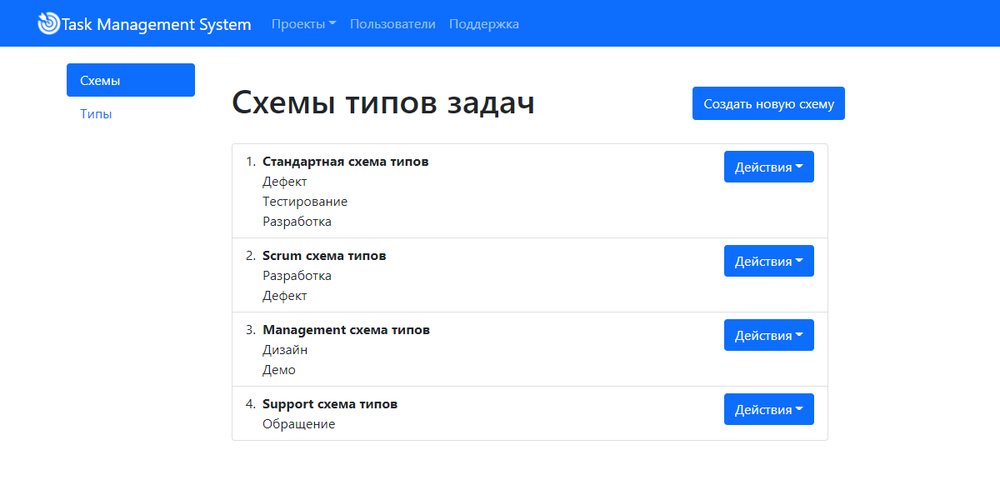 Task Management System Проекты Пользователи Поддержка
Схемы
Типы
Схемы типов задач
Создать новую схему
1. Стандартная схема типов
Действия
Дефект
Тестирование
Разработка
2. Scrum схема типов
Действия
Разработка
Дефект
3. Management схема типов
Действия
Дизайн
Демо
4. Support схема типов
Действия
Обращение